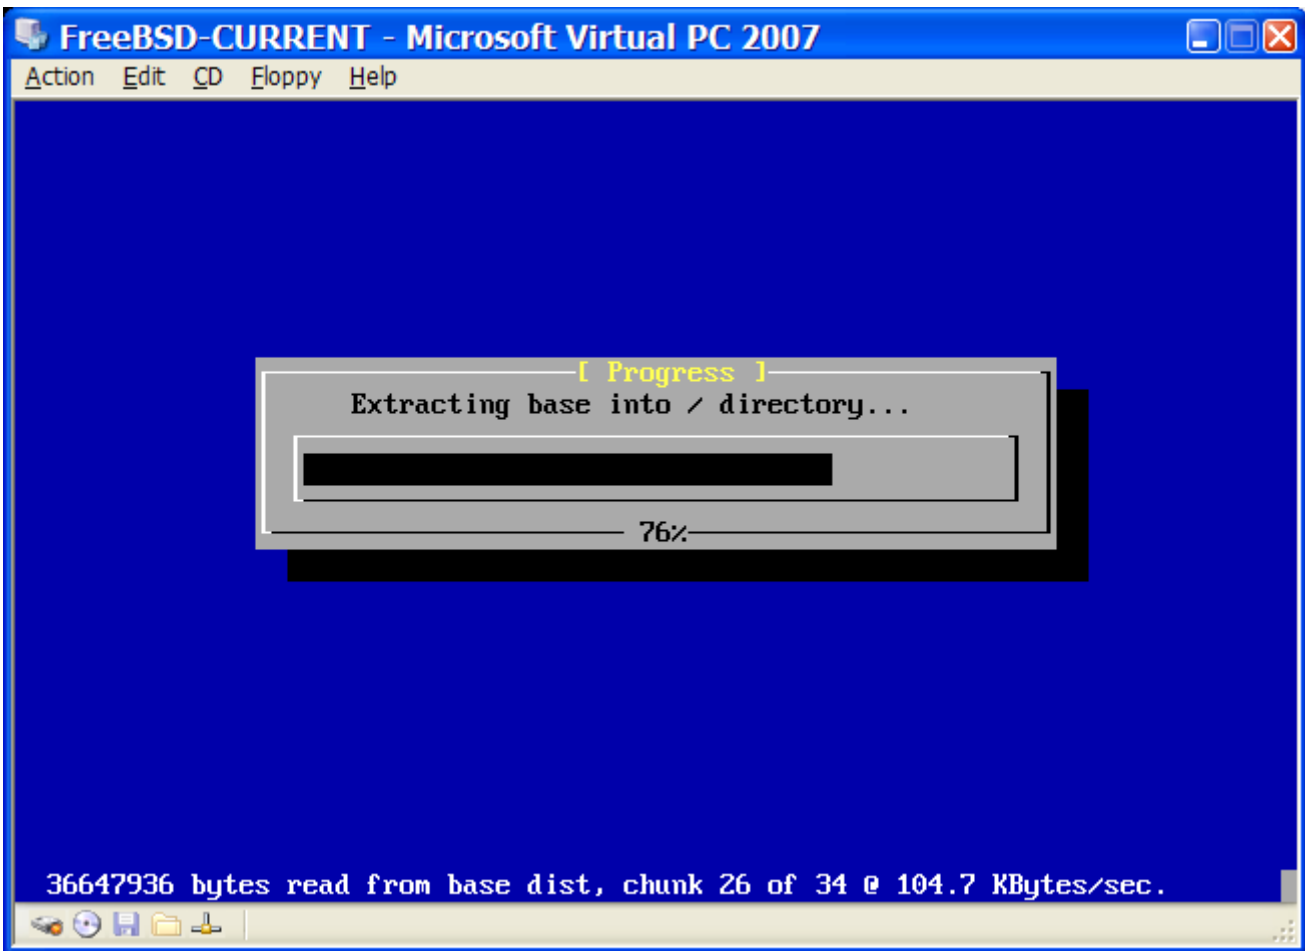 FreeBSD-CURRENT - Microsoft Virtual PC 2007
Action Edit CD Floppy Help
[ Progress ]
Extracting base into / directory...
76%
36647936 bytes read from base dist, chunk 26 of 34 @ 104.7 KBytes/sec.